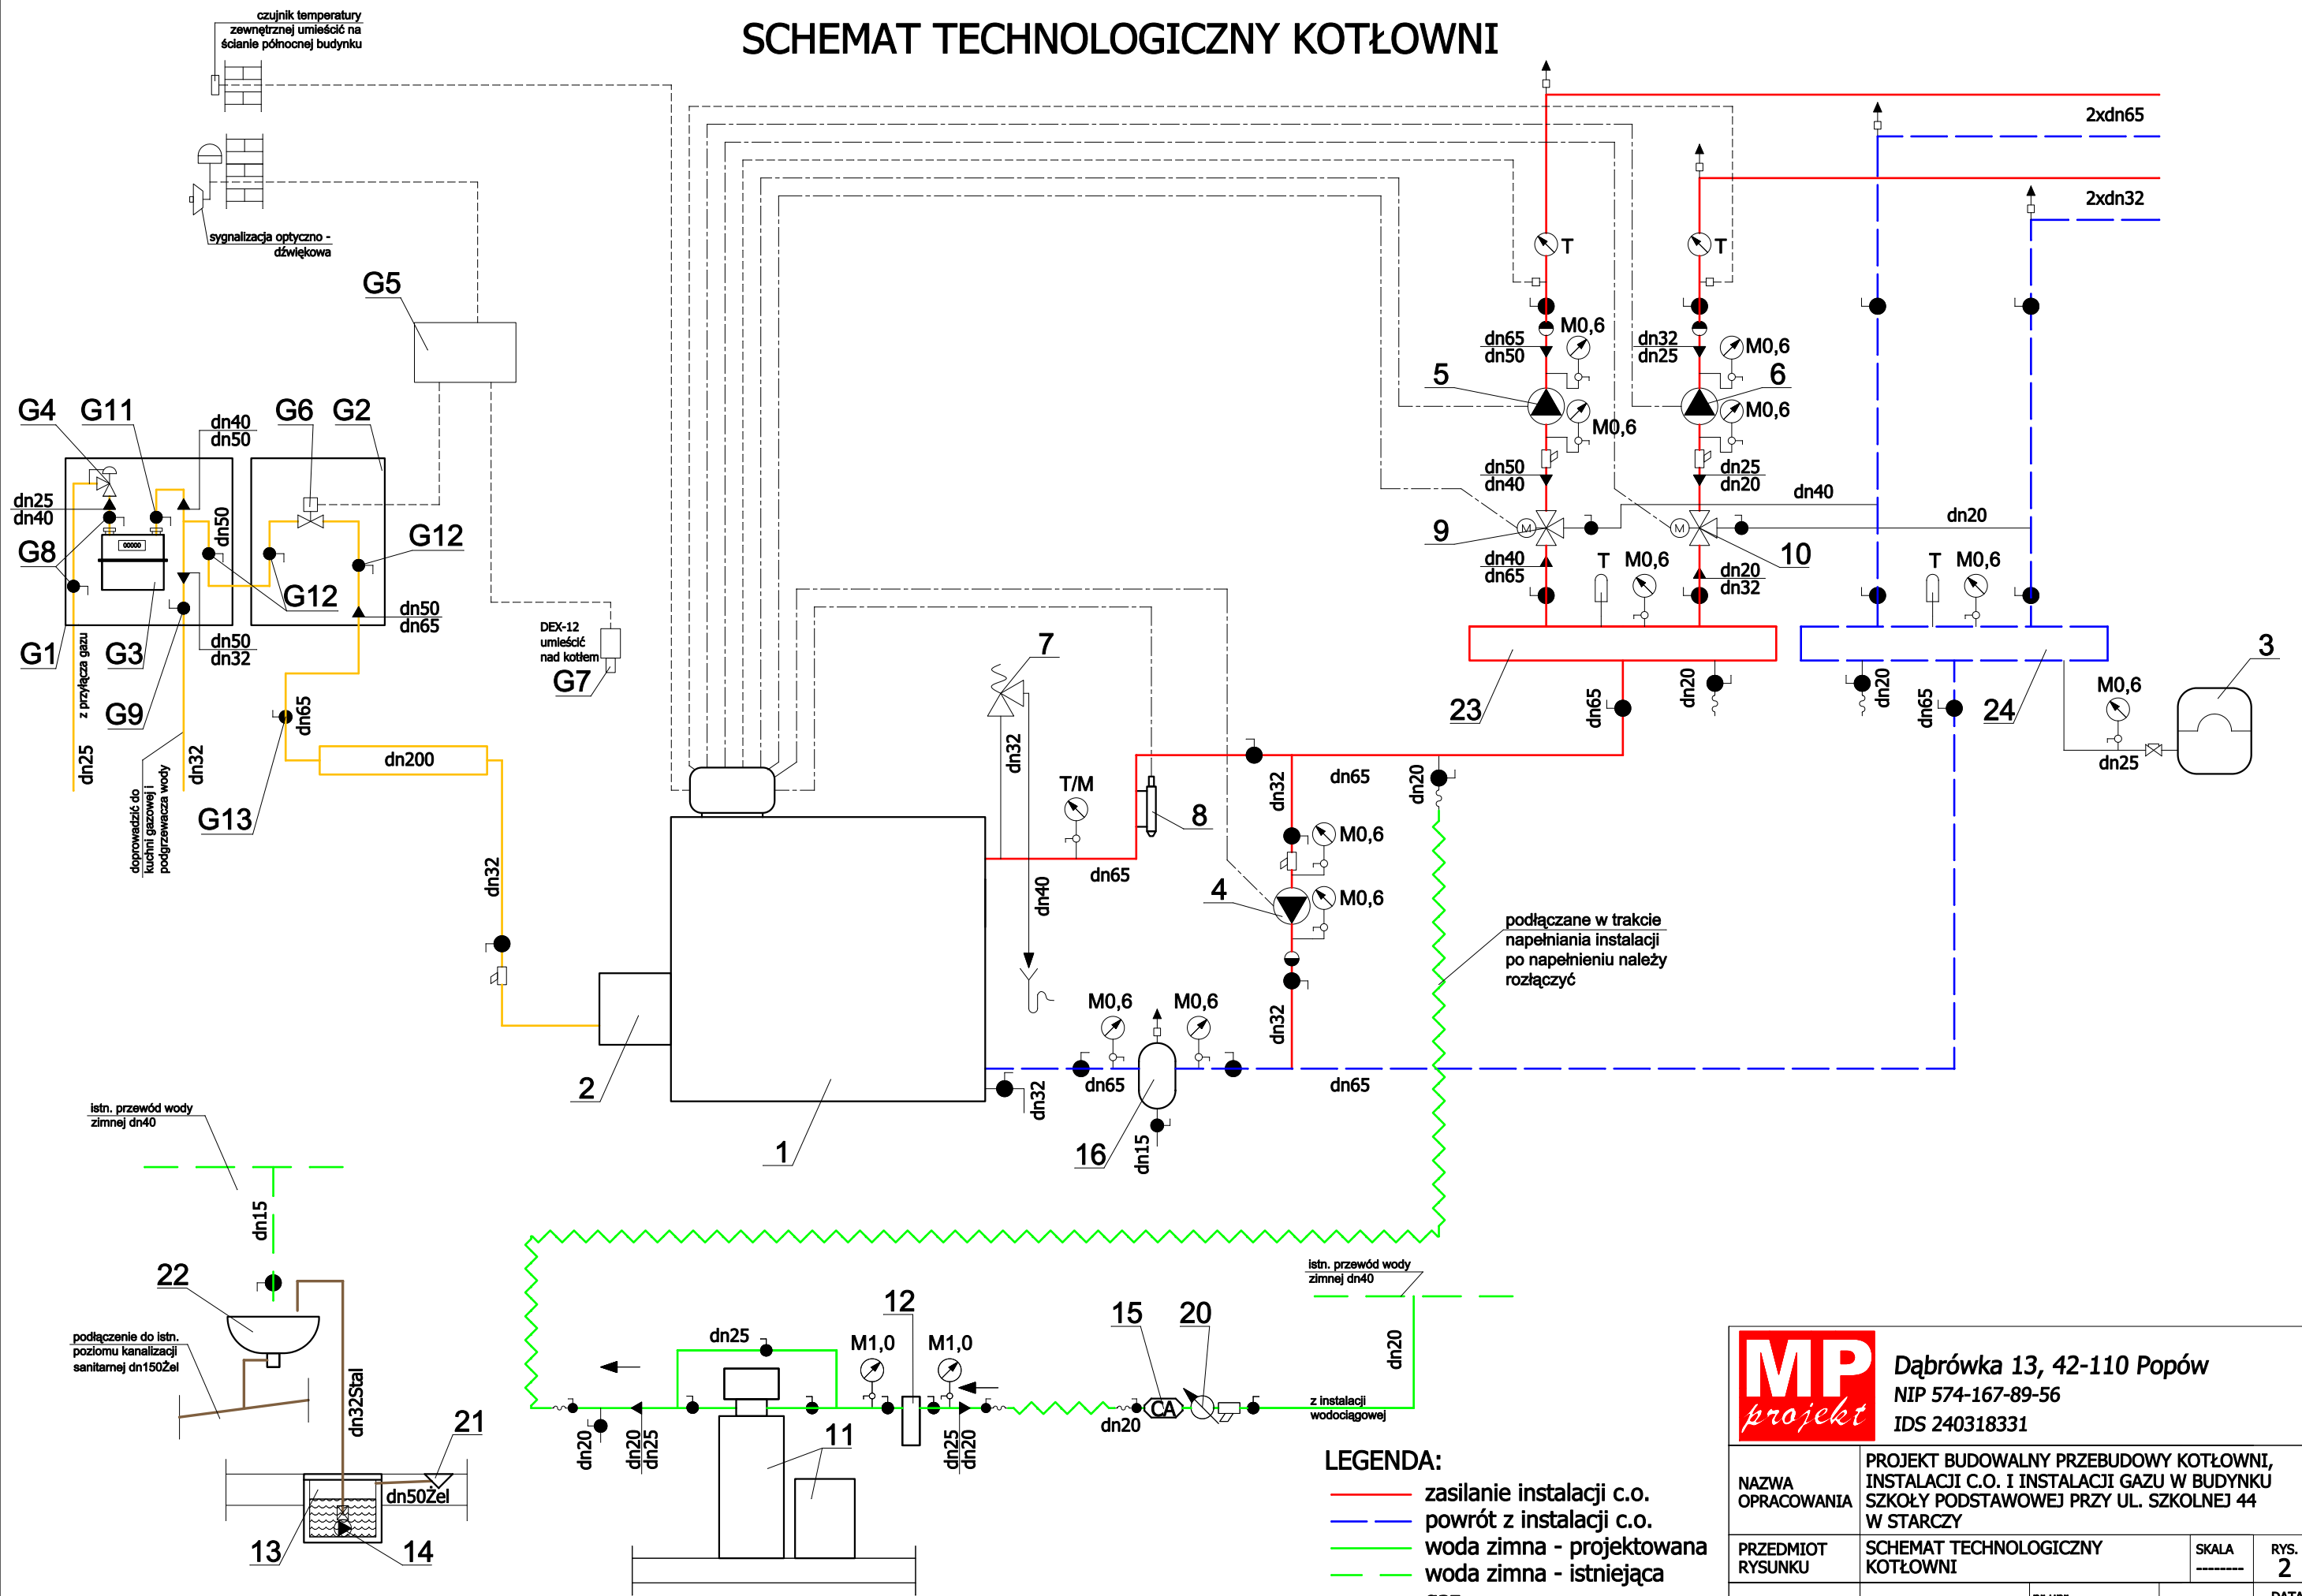 SCHEMAT TECHNOLOGICZNY KOTŁOWNI
czujnik temperatury
zewnętrznej umieścić na
ścianie północnej budynku
sygnalizacja optyczno -
dźwiękowa
2xdn65
2xdn32
T
T
G5
M0,6
dn65
dn50
dn32
dn25
M0,6
5
6
M0,6
M0,6
G4
G11
G6
G2
dn40
dn50
dn50
dn40
dn25
dn20
dn40
dn20
dn25
dn40
dn50
G8
G12
9
10
dn40
dn65
T
M0,6
dn20
dn32
T
M0,6
G12
dn50
dn65
G1
G3
dn50
dn32
z przyłącza gazu
DEX-12
umieścić
nad kotłem
G7
7
3
G9
dn65
dn25
dn32
dn200
G13
doprowadzić do
kuchni gazowej i
podgrzewacza wody
dn32
23
dn65
dn20
dn20
dn65
24
M0,6
dn25
dn32
T/M
8
dn32
dn65
dn20
M0,6
dn65
dn40
4
M0,6
podłączane w trakcie
napełniania instalacji
po napełnieniu należy
rozłączyć
M0,6
M0,6
dn32
2
dn32
dn65
dn65
1
16
dn15
istn. przewód wody
zimnej dn40
dn15
22
podłączenie do istn.
poziomu kanalizacji
sanitarnej dn150Żel
dn32Stal
21
dn50Żel
13
14
istn. przewód wody
zimnej dn40
12
15
20
dn25
M1,0
M1,0
dn20
CA
dn20
z instalacji
wodociągowej
dn20
dn20
dn25
11
dn25
dn20
00000
M
M
LEGENDA:
zasilanie instalacji c.o.
powrót z instalacji c.o.
woda zimna - projektowana
woda zimna - istniejąca
MP
projekt
Dąbrówka 13, 42-110 Popów
NIP 574-167-89-56
IDS 240318331
NAZWA
OPRACOWANIA
PROJEKT BUDOWALNY PRZEBUDOWY KOTŁOWNI,
INSTALACJI C.O. I INSTALACJI GAZU W BUDYNKU
SZKOŁY PODSTAWOWEJ PRZY UL. SZKOLNEJ 44
W STARCZY
PRZEDMIOT
RYSUNKU
SCHEMAT TECHNOLOGICZNY
KOTŁOWNI
SKALA
--------
RYS.
2